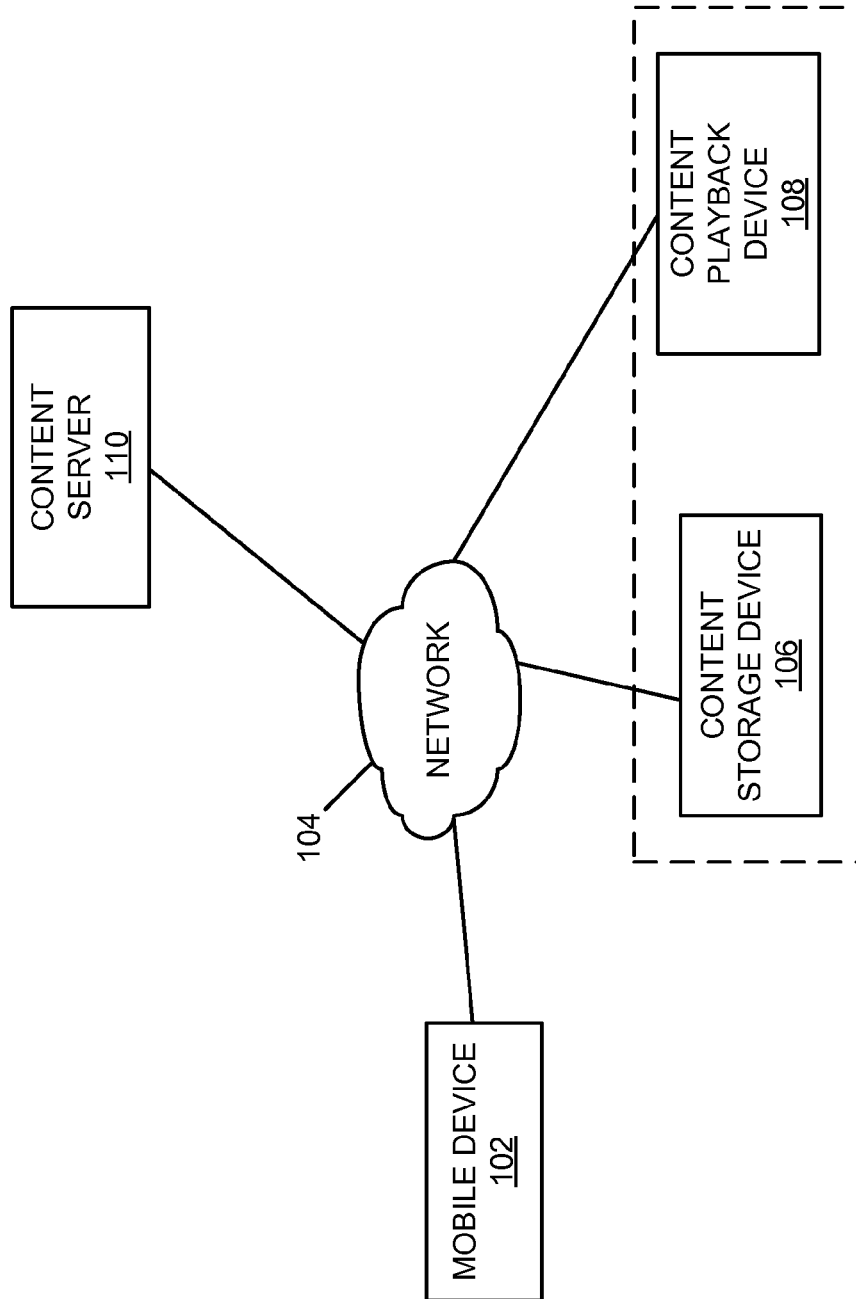 CONTENT
SERVER
110
104
NETWORK
MOBILE DEVICE
102
CONTENT
STORAGE DEVICE
106
CONTENT
PLAYBACK
DEVICE
108